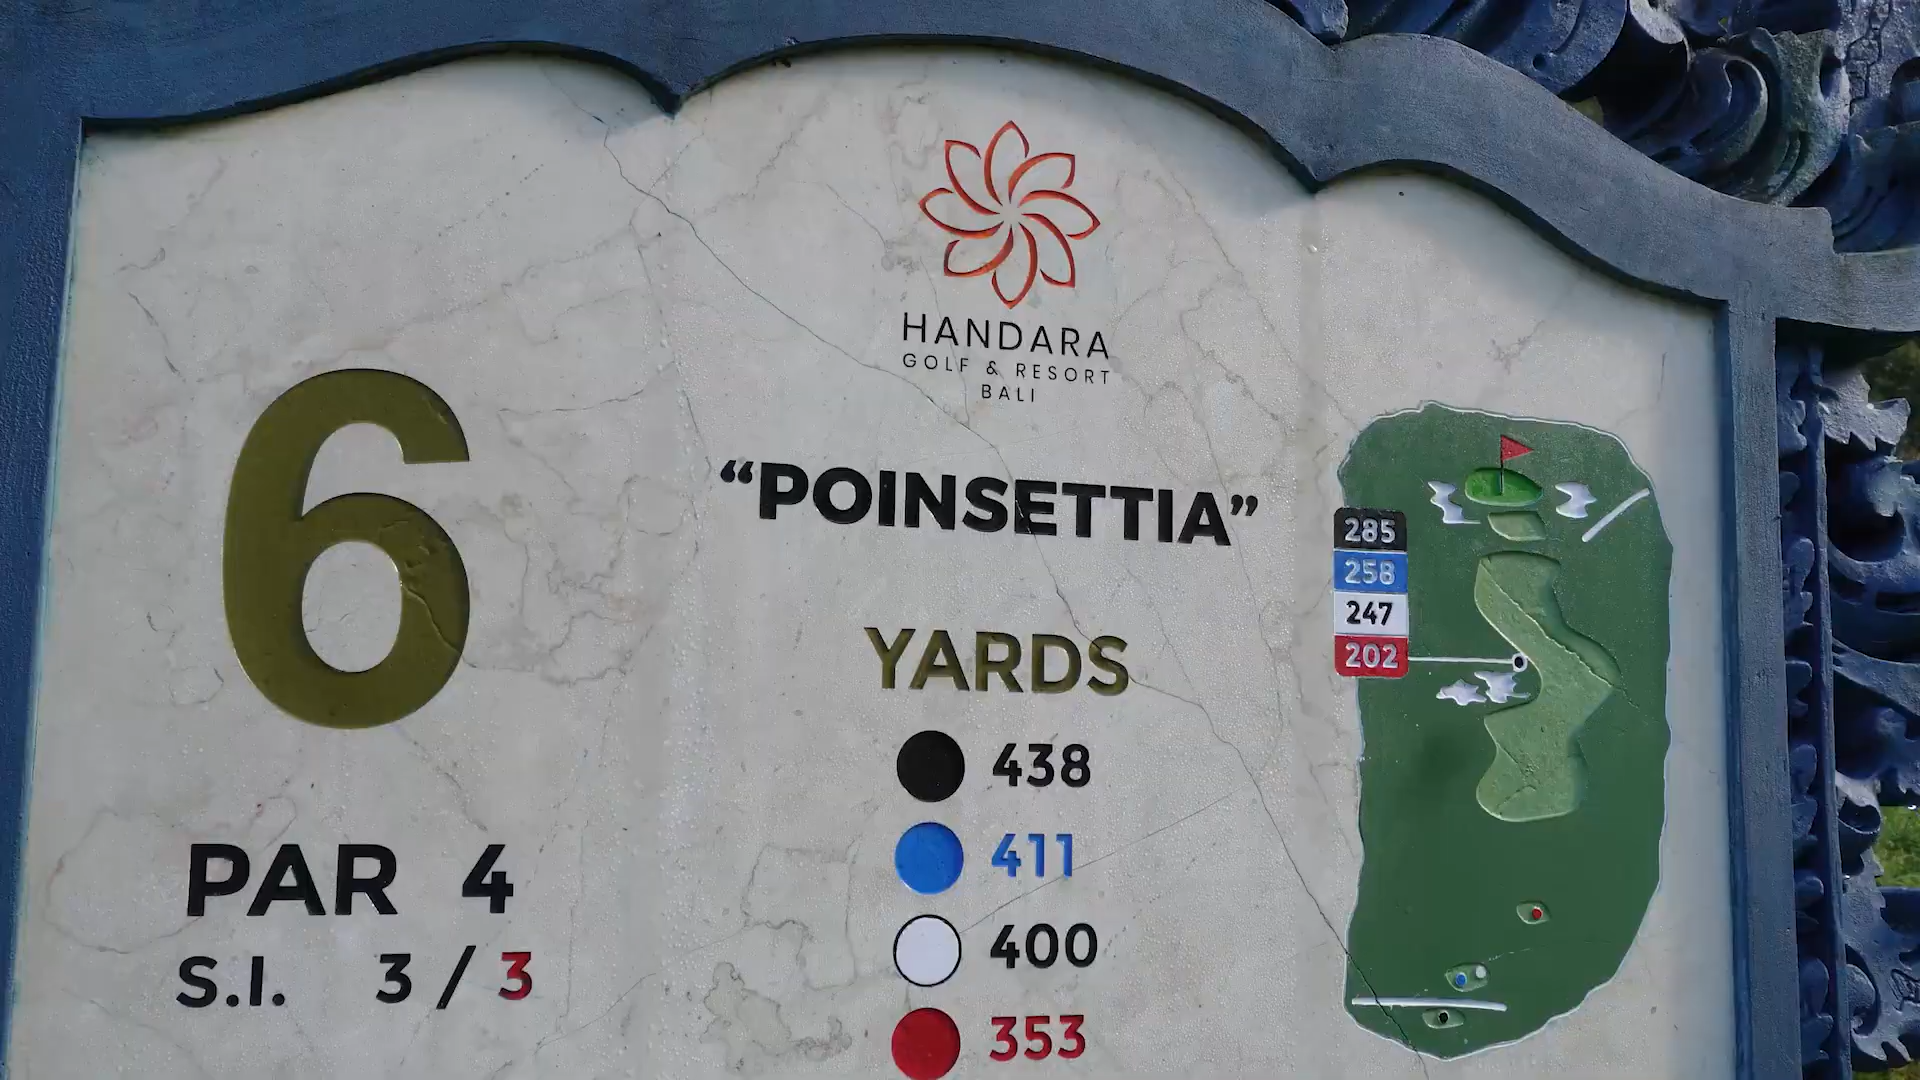 HANDARA
GOLF & RESORT
BALI
6
"POINSETTIA"
YARDS
438
411
400
353
PAR 4
S.I. 3 / 3
285
258
247
202